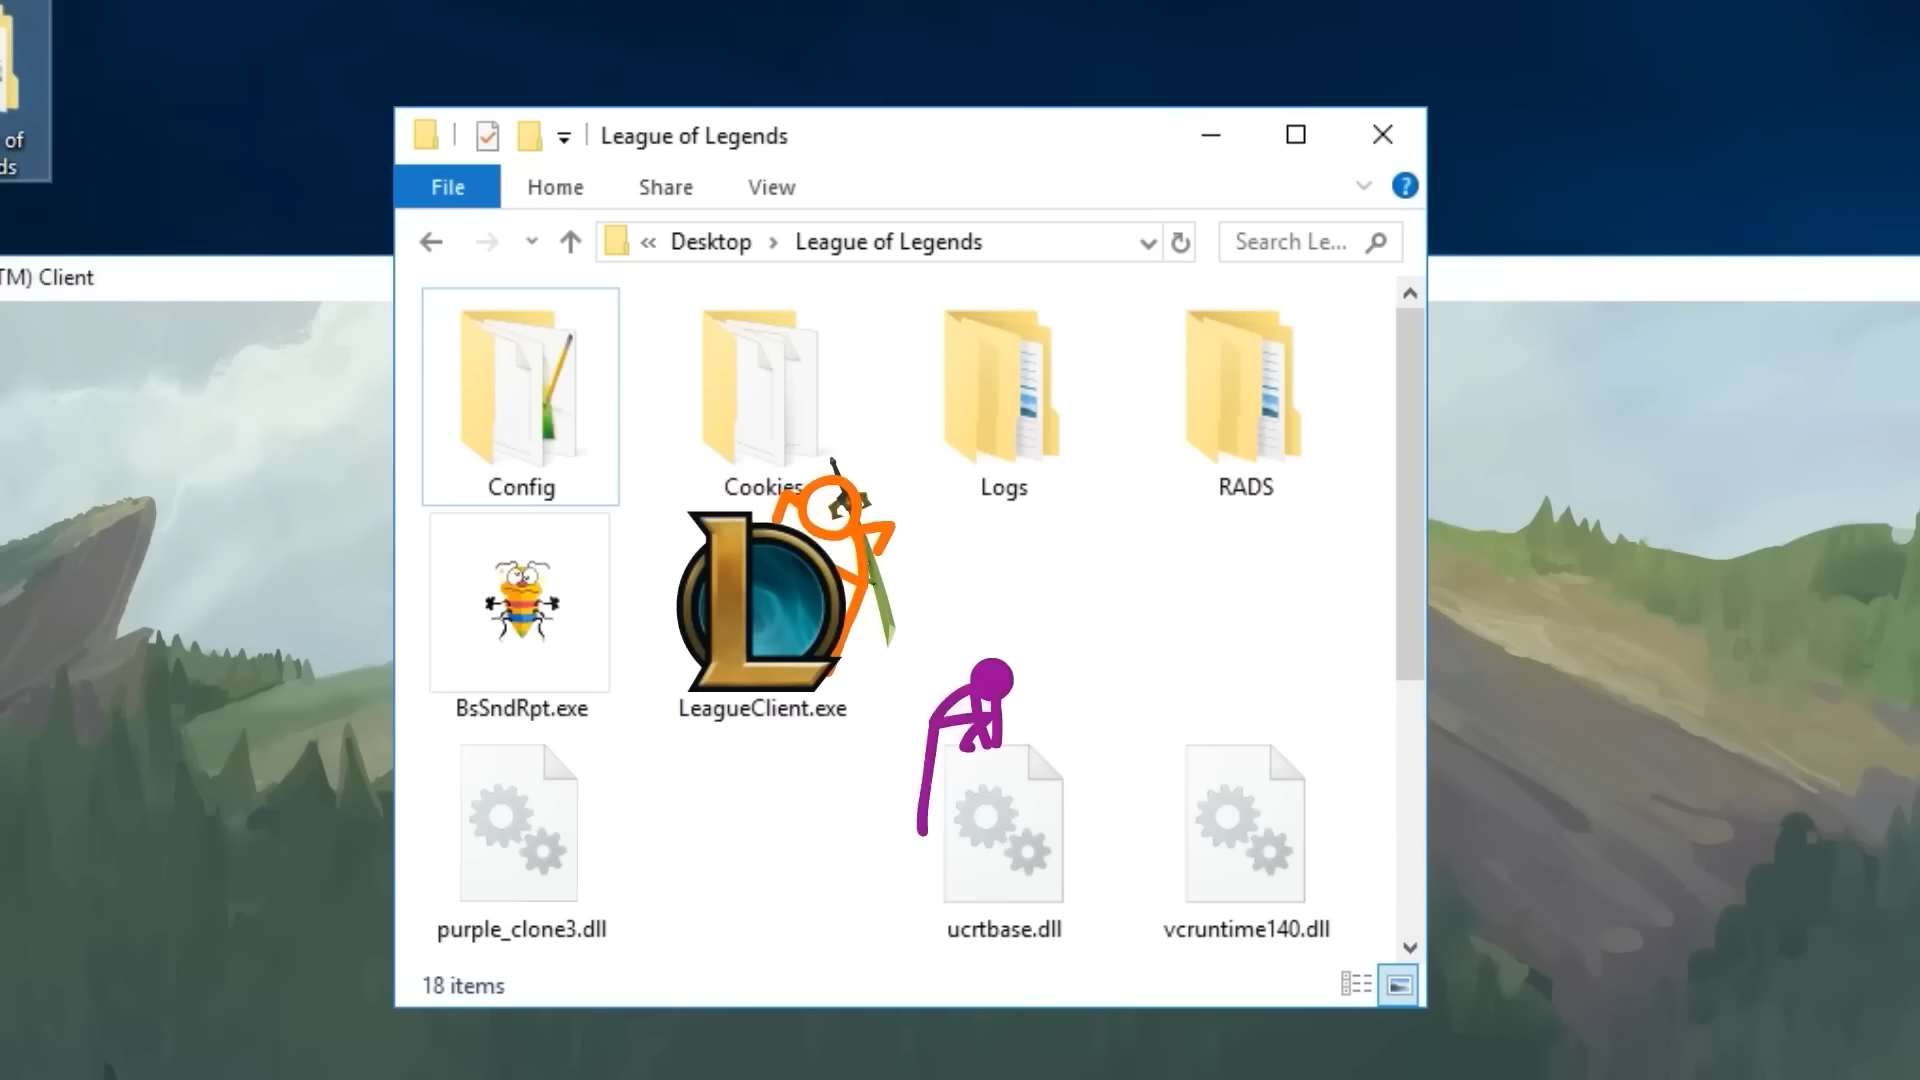 of
ds
League of Legends
File Home Share View
?
« Desktop > League of Legends
Search Le...
TM) Client
Config
Cookies
Logs
RADS
BsSndRpt.exe
LeagueClient.exe
purple_clone3.dll
ucrtbase.dll
vcruntime140.dll
18 items